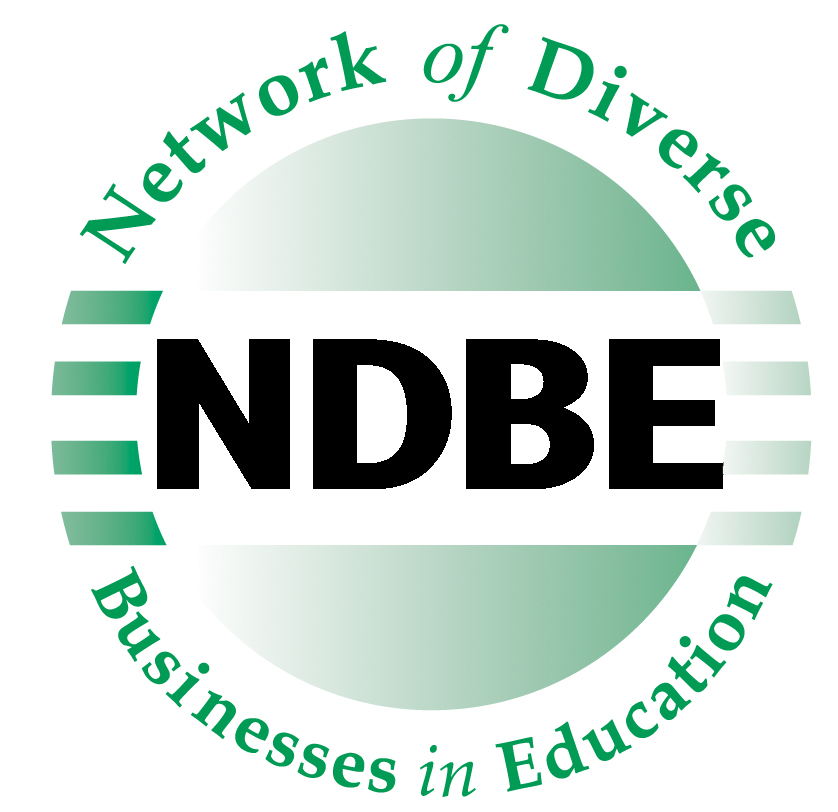 Network of Diverse
NDBE
Businesses in Education